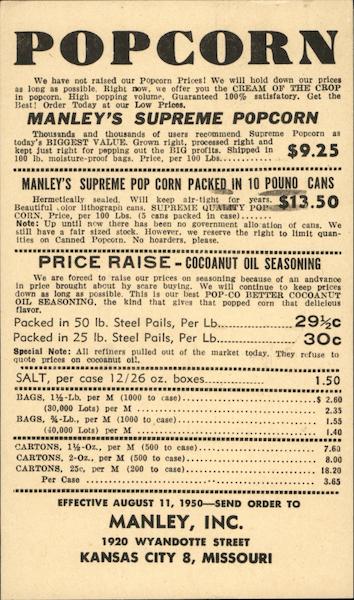 POPCORN
We have not raised our Popcorn Prices! We will hold down our prices
as long as possible. Right now, we offer you the CREAM OF THE CROP
in popcorn. High popping volume, Guaranteed 100% satisfatory. Get the
Best! Order Today at our Low Prices.
MANLEY'S SUPREME POPCORN
Thousands and thousands of users recommend Supreme Popcorn as
today's BIGGEST VALUE. Grown right, processed right and
kept just right for pepping out the BIG profits. Shipped in
100 lb. moisture-proof bags. Price, per 100 Lbs. $9.25
MANLEY'S SUPREME POP CORN PACKED IN 10 POUND CANS
Hermetically sealed. Will keep air-tight for years. $13.50
Beautiful color lithograph cans. SUPREME QUALITY POP
CORN, Price, per 100 Lbs. (5 cans packed in case)
Note: Up until now there has been no government allocation of cans. We
still have a fair sized stock. However, we reserve the right to limit quan-
tities on Canned Popcorn. No hoarders, please.
PRICE RAISE - COCOANUT OIL SEASONING
We are forced to raise our prices on seasoning because of an andvance
in price brought about by scare buying. We will continue to keep prices
down as long as possible. This is our best POP-CO BETTER COCOANUT
OIL SEASONING, the kind that gives that popped corn that delicious
flavor.
Packed in 50 lb. Steel Pails, Per Lb. 29½c
Packed in 25 lb. Steel Pails, Per Lb. 30c
Special Note: All refiners pulled out of the market today. They refuse to
quote prices on cocoanut oil.
SALT, per case 12/26 oz. boxes 1.50
BAGS, 1½-Lb., per M (1000 to case) $ 2.60
(30,000 Lots) per M 2.35
BAGS, ¾-Lb., per M (1000 to case) 1.55
(40,000 Lots) per M 1.40
CARTONS, 1½-Oz., per M (500 to case) 7.60
CARTONS, 2-Oz., per M (500 to case) 8.00
CARTONS, 25c, per M (200 to case) 18.20
Per Case 3.65
EFFECTIVE AUGUST 11, 1950—SEND ORDER TO
MANLEY, INC.
1920 WYANDOTTE STREET
KANSAS CITY 8, MISSOURI